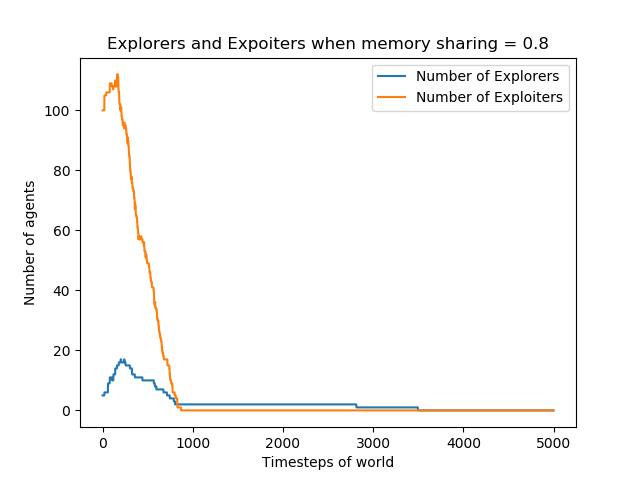 Explorers and Expoiters when memory sharing = 0.8
Number of Explorers
Number of Exploiters
Number of agents
100
80
60
40
20
0
0 1000 2000 3000 4000 5000
Timesteps of world